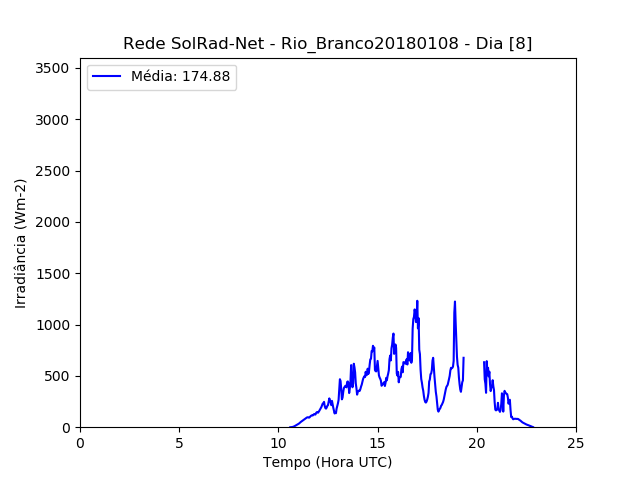 Rede SolRad-Net - Rio_Branco20180108 - Dia [8]
Média: 174.88
3500
3000
2500
2000
1500
1000
500
0
Irradiância (Wm-2)
0 5 10 15 20 25
Tempo (Hora UTC)